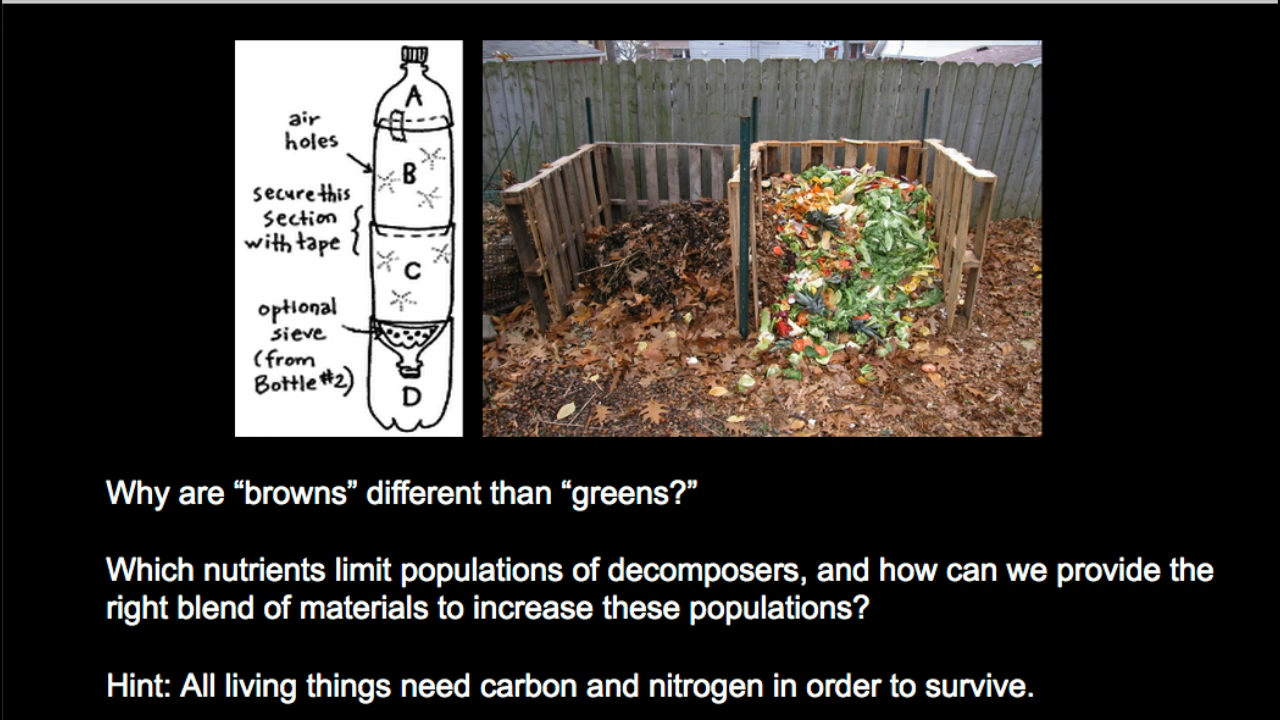 A
air
holes
B
secure this
section
with tape
C
optional
sieve
(from
Bottle #2)
D
Why are “browns” different than “greens?”
Which nutrients limit populations of decomposers, and how can we provide the
right blend of materials to increase these populations?
Hint: All living things need carbon and nitrogen in order to survive.